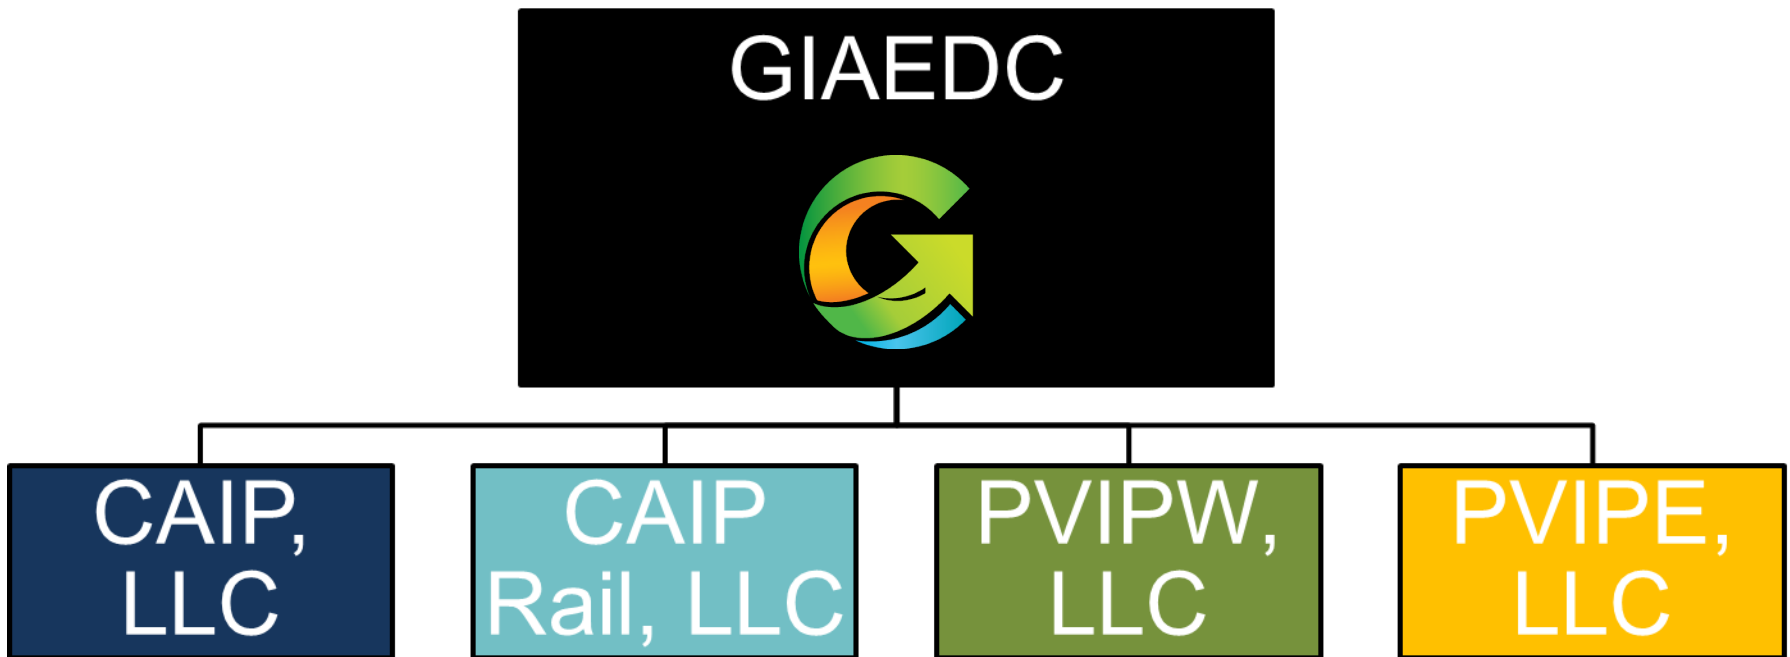 GIAEDC
CAIP,
LLC
CAIP
Rail, LLC
PVIPW,
LLC
PVIPE,
LLC